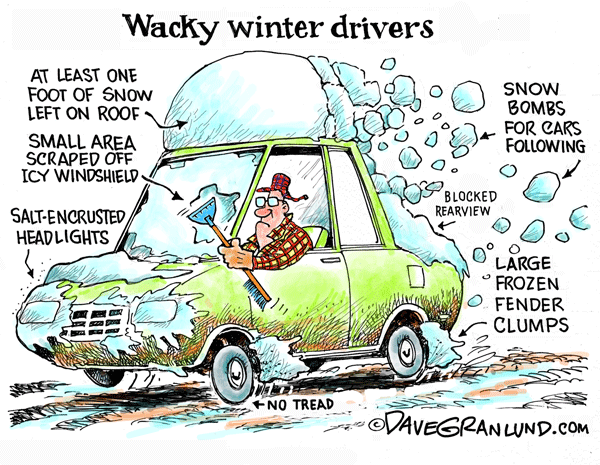 Wacky winter drivers
AT LEAST ONE
FOOT OF SNOW
LEFT ON ROOF
SMALL AREA
SCRAPED OFF
ICY WINDSHIELD
SALT-ENCRUSTED
HEADLIGHTS
SNOW
BOMBS
FOR CARS
FOLLOWING
BLOCKED
REARVIEW
LARGE
FROZEN
FENDER
CLUMPS
NO TREAD
©DAVEGRANLUND.COM